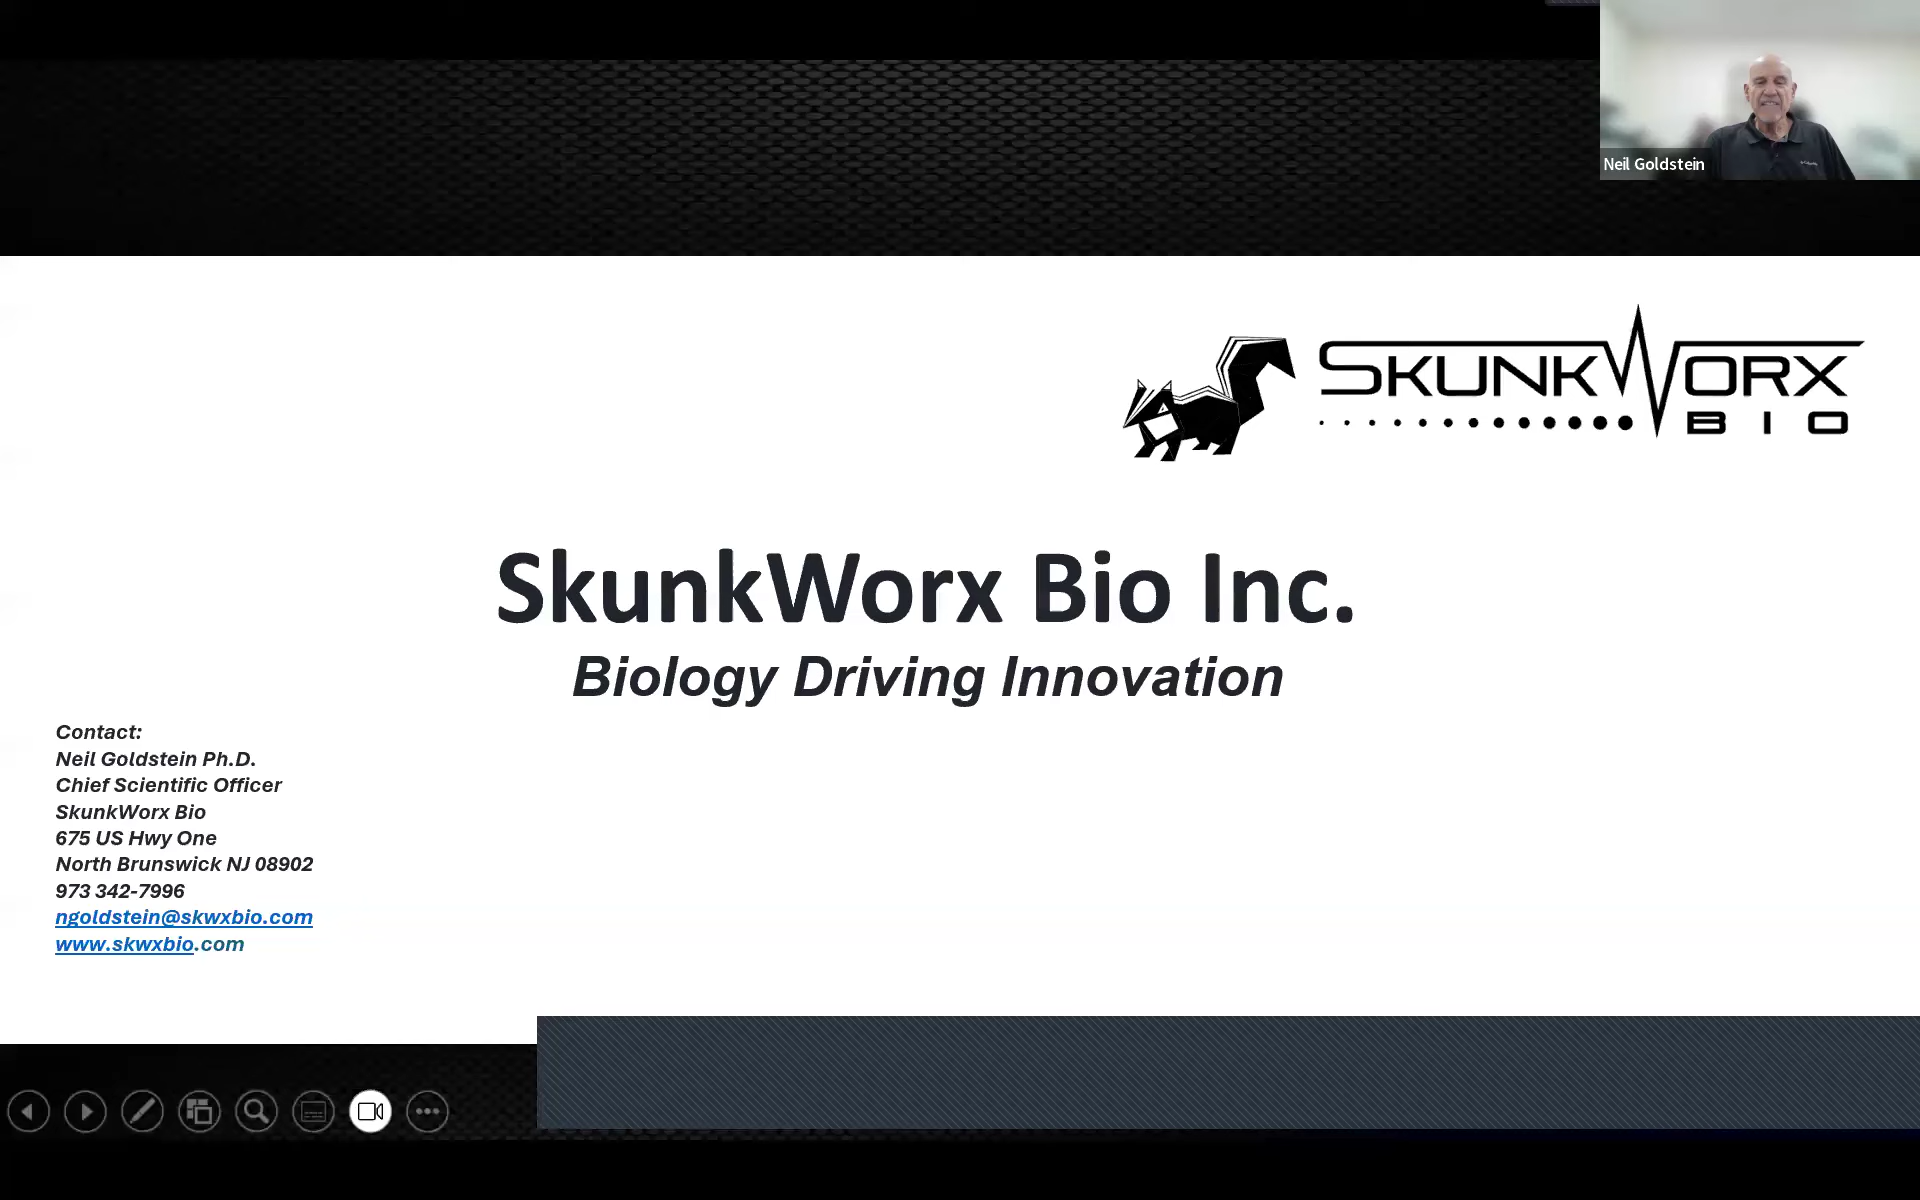 Neil Goldstein
SKUNKWORX
BIO
SkunkWorx Bio Inc.
Biology Driving Innovation
Contact:
Neil Goldstein Ph.D.
Chief Scientific Officer
SkunkWorx Bio
675 US Hwy One
North Brunswick NJ 08902
973 342-7996
ngoldstein@skwxbio.com
www.skwxbio.com